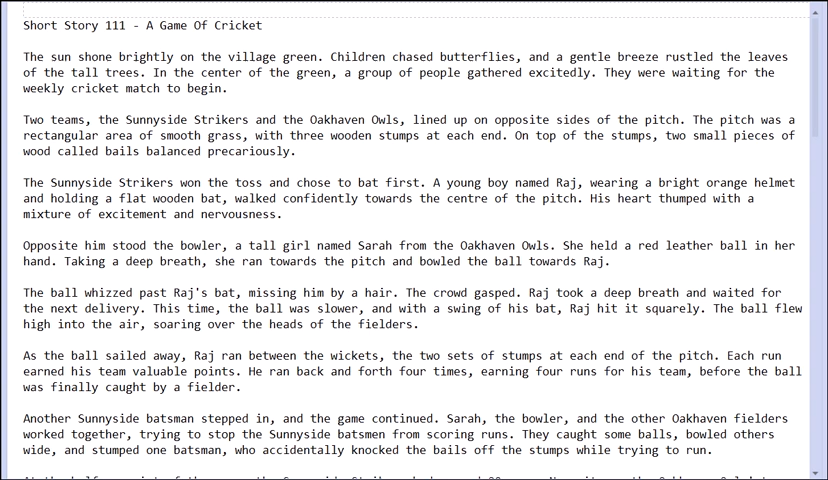 Short Story 111 - A Game Of Cricket
The sun shone brightly on the village green. Children chased butterflies, and a gentle breeze rustled the leaves
of the tall trees. In the center of the green, a group of people gathered excitedly. They were waiting for the
weekly cricket match to begin.
Two teams, the Sunnyside Strikers and the Oakhaven Owls, lined up on opposite sides of the pitch. The pitch was a
rectangular area of smooth grass, with three wooden stumps at each end. On top of the stumps, two small pieces of
wood called bails balanced precariously.
The Sunnyside Strikers won the toss and chose to bat first. A young boy named Raj, wearing a bright orange helmet
and holding a flat wooden bat, walked confidently towards the centre of the pitch. His heart thumped with a
mixture of excitement and nervousness.
Opposite him stood the bowler, a tall girl named Sarah from the Oakhaven Owls. She held a red leather ball in her
hand. Taking a deep breath, she ran towards the pitch and bowled the ball towards Raj.
The ball whizzed past Raj's bat, missing him by a hair. The crowd gasped. Raj took a deep breath and waited for
the next delivery. This time, the ball was slower, and with a swing of his bat, Raj hit it squarely. The ball flew
high into the air, soaring over the heads of the fielders.
As the ball sailed away, Raj ran between the wickets, the two sets of stumps at each end of the pitch. Each run
earned his team valuable points. He ran back and forth four times, earning four runs for his team, before the ball
was finally caught by a fielder.
Another Sunnyside batsman stepped in, and the game continued. Sarah, the bowler, and the other Oakhaven fielders
worked together, trying to stop the Sunnyside batsmen from scoring runs. They caught some balls, bowled others
wide, and stumped one batsman, who accidentally knocked the bails off the stumps while trying to run.